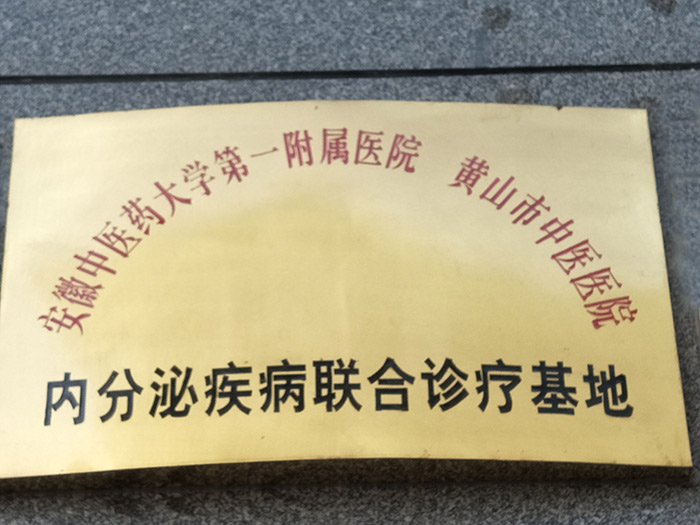 安徽中医药大学第一附属医院 黄山市中医医院
内分泌疾病联合诊疗基地